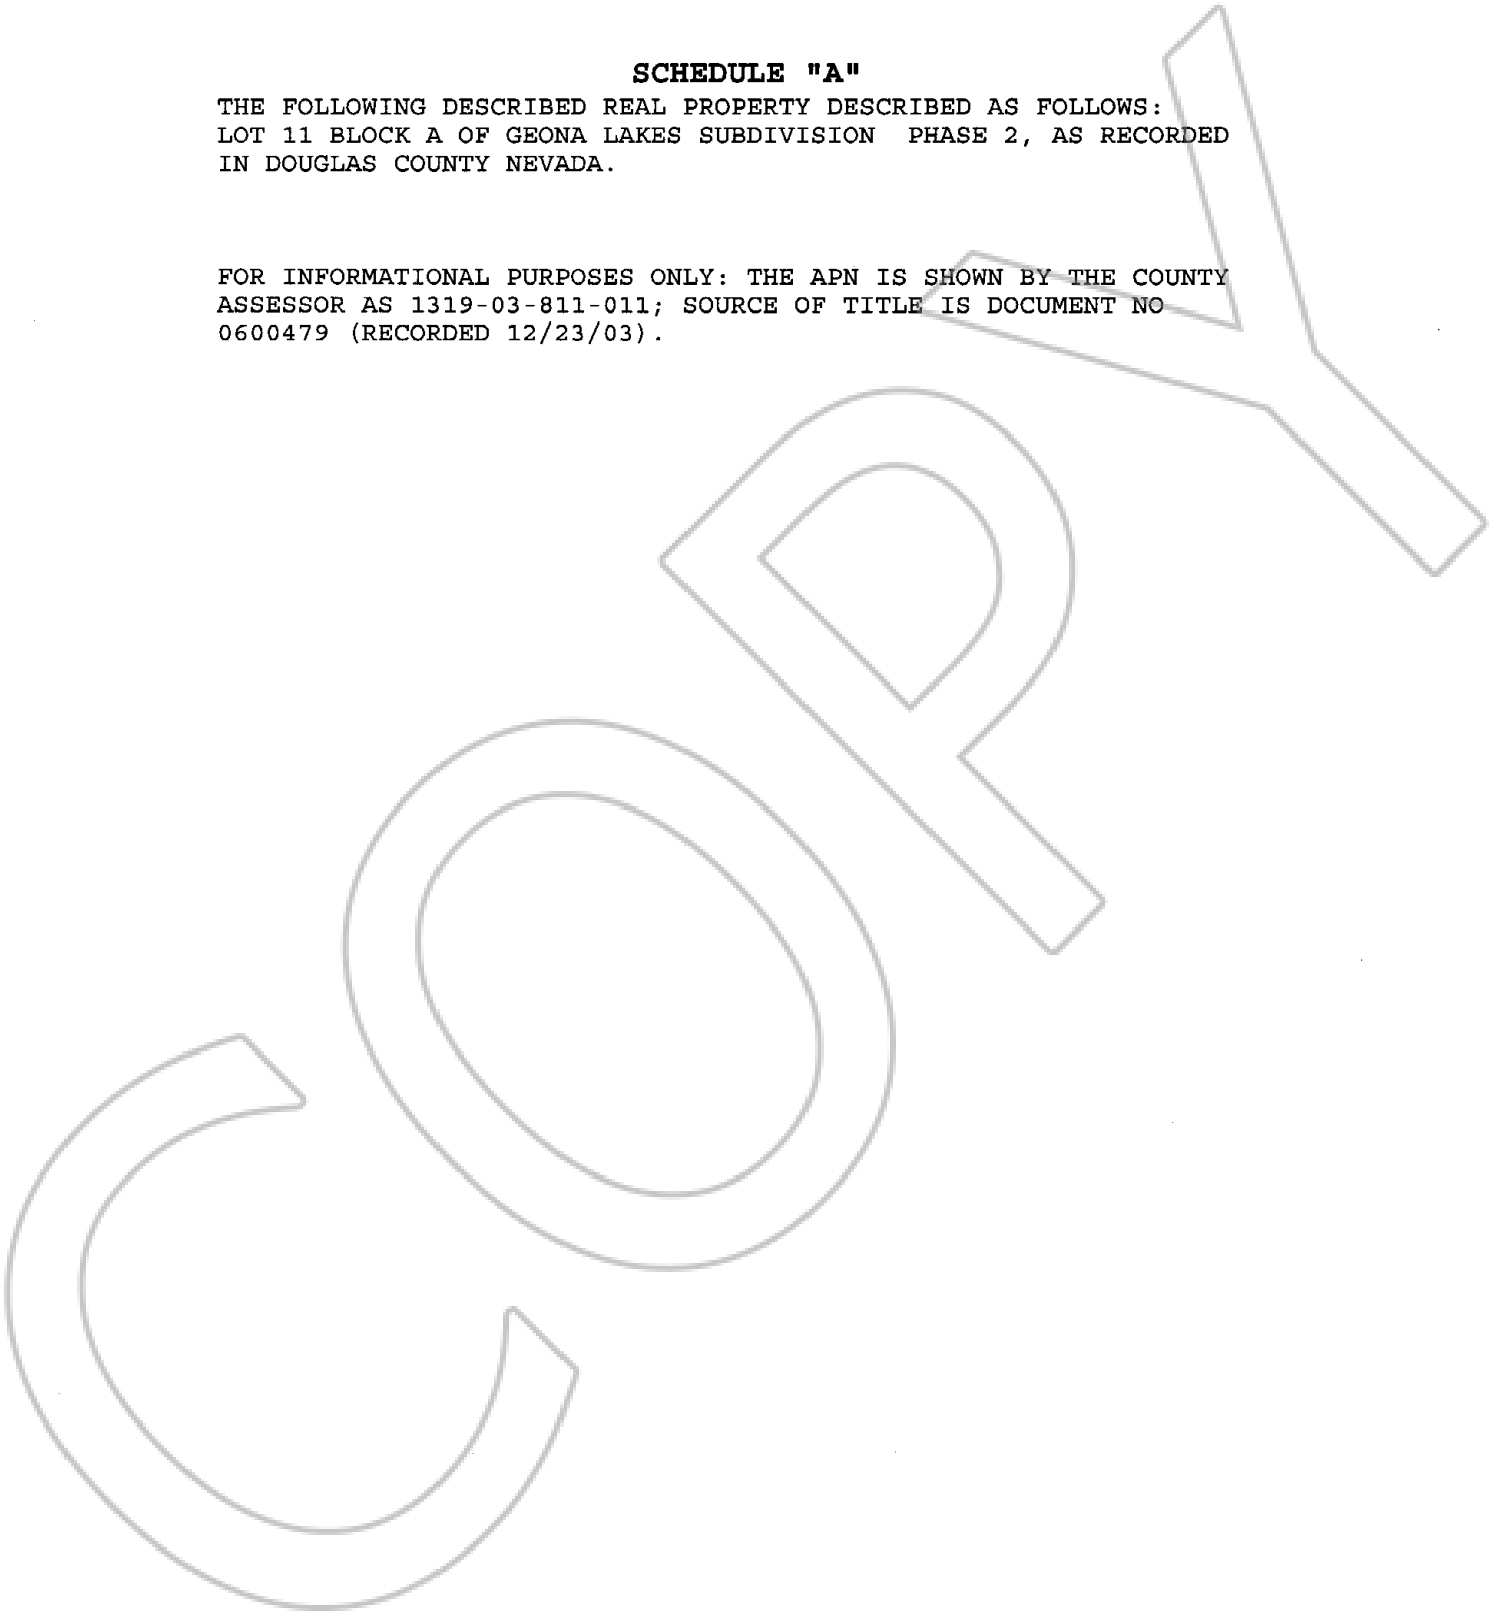 SCHEDULE "A"
THE FOLLOWING DESCRIBED REAL PROPERTY DESCRIBED AS FOLLOWS:
LOT 11 BLOCK A OF GEONA LAKES SUBDIVISION  PHASE 2, AS RECORDED
IN DOUGLAS COUNTY NEVADA.
FOR INFORMATIONAL PURPOSES ONLY: THE APN IS SHOWN BY THE COUNTY
ASSESSOR AS 1319-03-811-011; SOURCE OF TITLE IS DOCUMENT NO
0600479 (RECORDED 12/23/03).
COPY